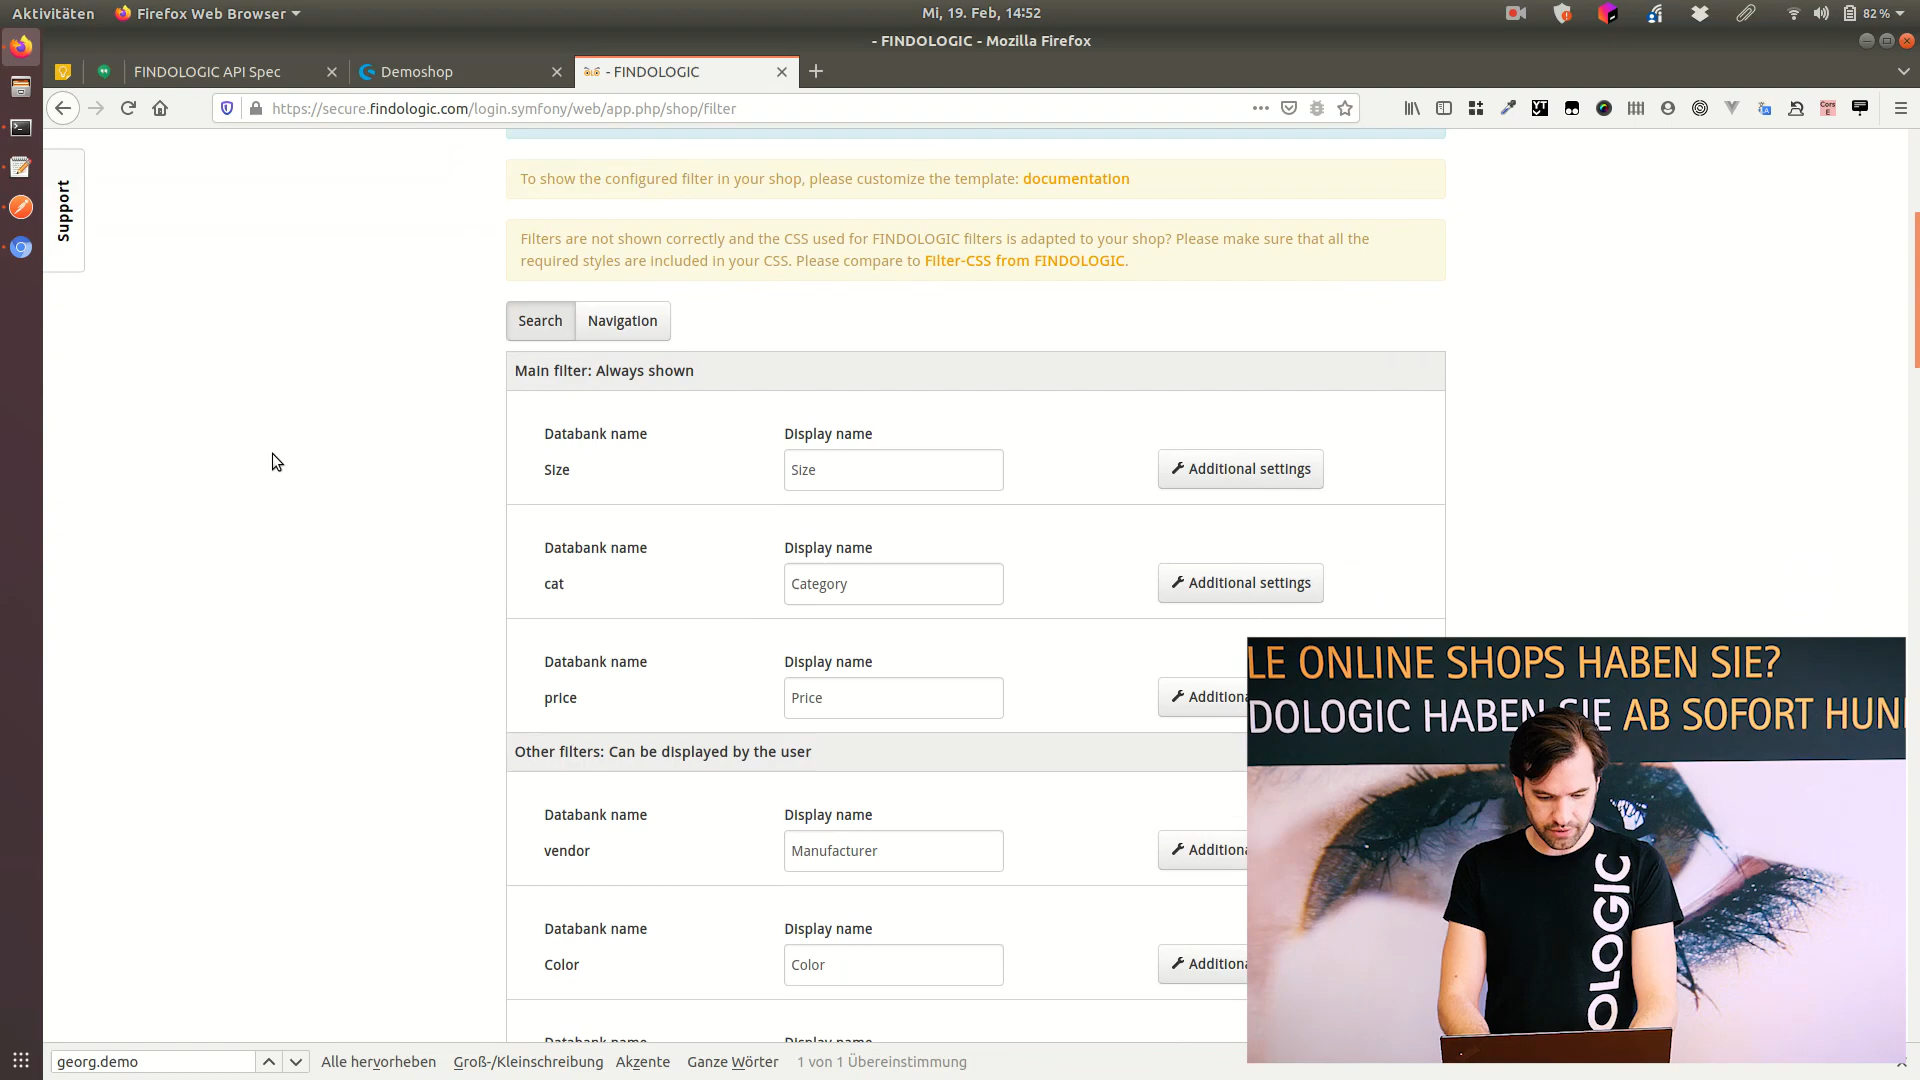 Aktivitäten
Firefox Web Browser
Mi, 19. Feb, 14:52
82 %
- FINDOLOGIC - Mozilla Firefox
FINDOLOGIC API Spec
Demoshop
- FINDOLOGIC
https://secure.findologic.com/login.symfony/web/app.php/shop/filter
Support
To show the configured filter in your shop, please customize the template: documentation
Filters are not shown correctly and the CSS used for FINDOLOGIC filters is adapted to your shop? Please make sure that all the
required styles are included in your CSS. Please compare to Filter-CSS from FINDOLOGIC.
Search
Navigation
Main filter: Always shown
Databank name
Display name
Size
Size
Additional settings
Databank name
Display name
cat
Category
Additional settings
Databank name
Display name
price
Price
Additiona
Other filters: Can be displayed by the user
Databank name
Display name
vendor
Manufacturer
Additiona
Databank name
Display name
Color
Color
Additiona
LE ONLINE SHOPS HABEN SIE?
DOLOGIC HABEN SIE AB SOFORT HUN
OLOGIC
georg.demo
Alle hervorheben
Groß-/Kleinschreibung
Akzente
Ganze Wörter
1 von 1 Übereinstimmung